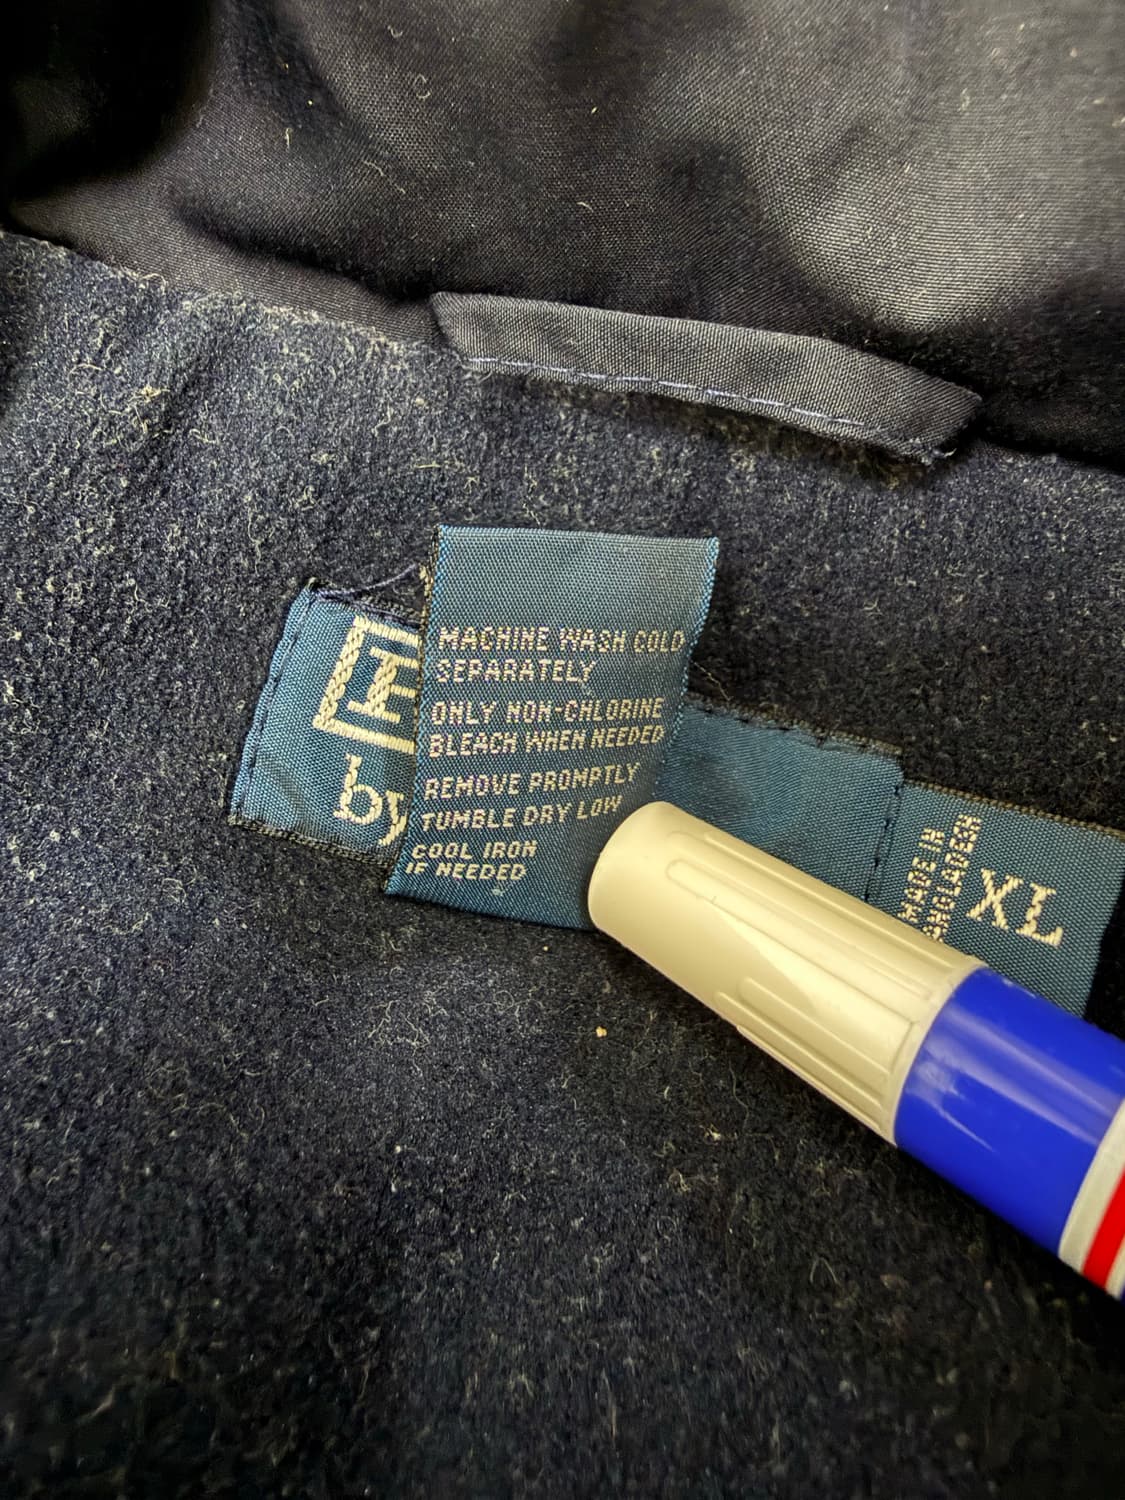 MACHINE WASH COLD
SEPARATELY
ONLY NON-CHLORINE
BLEACH WHEN NEEDED
REMOVE PROMPTLY
TUMBLE DRY LOW
COOL IRON
IF NEEDED
by
MADE IN
XL